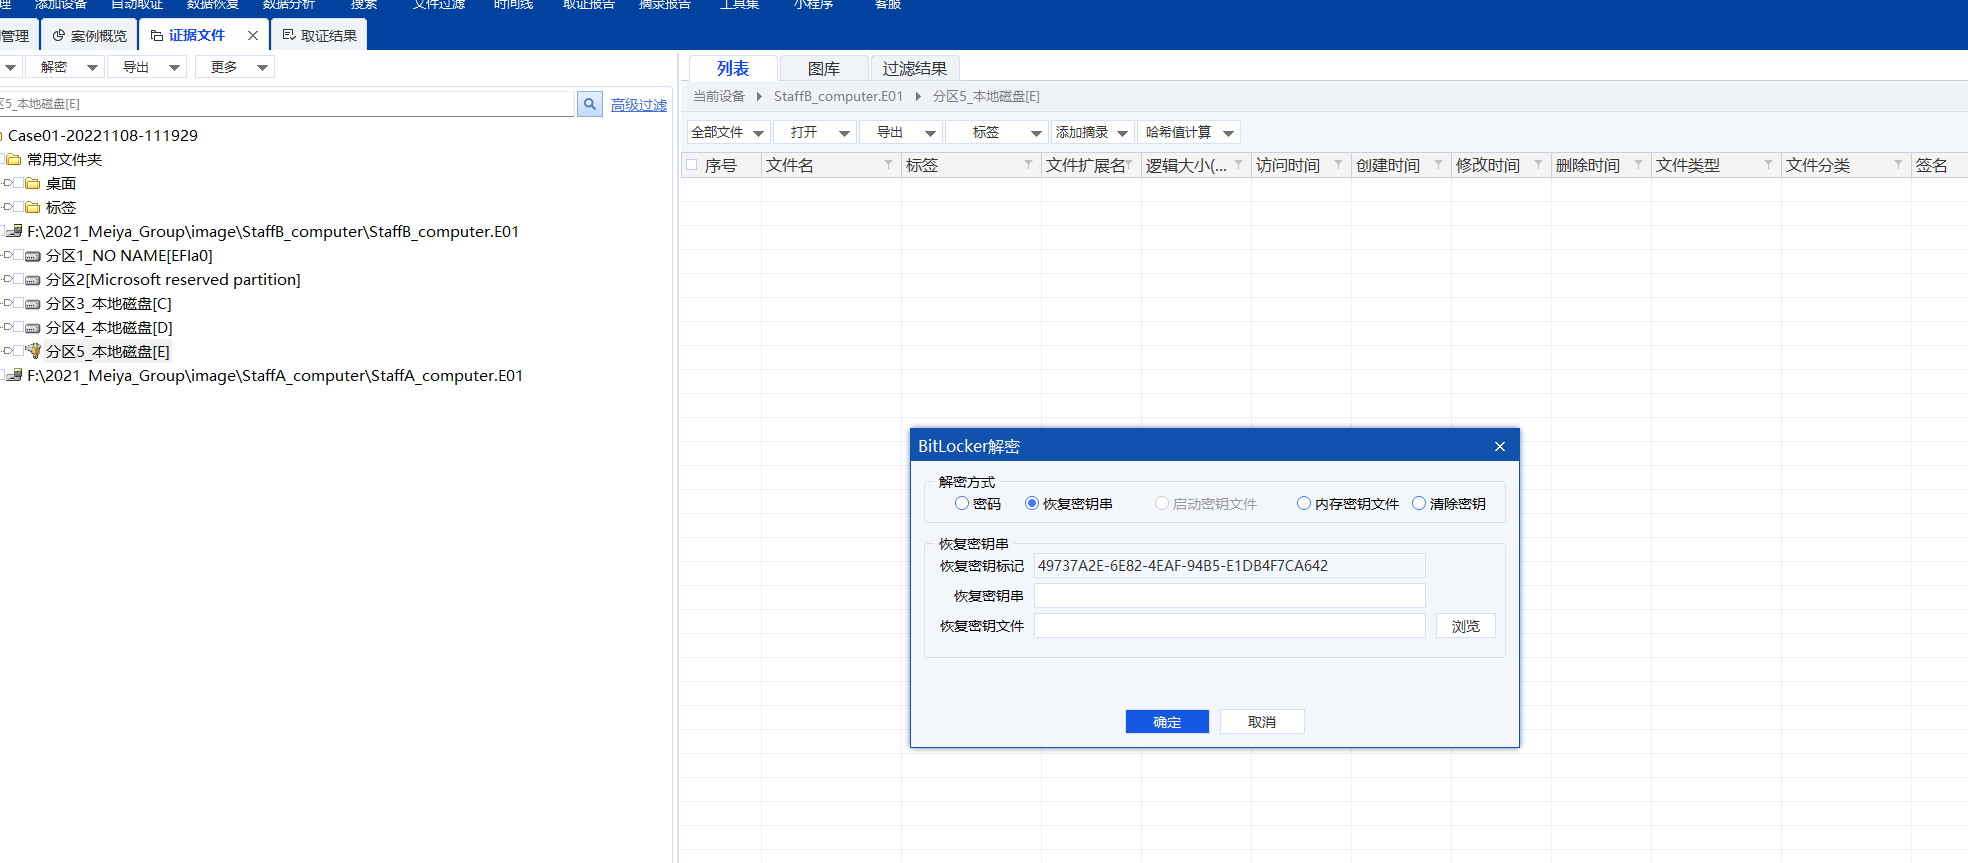 理 添加设备 自动取证 数据恢复 数据分析 搜索 文件过滤 时间线 取证报告 摘录报告 工具集 小程序 客服
管理 案例概览 证据文件 取证结果
解密 导出 更多
区5_本地磁盘[E] 高级过滤
Case01-20221108-111929
常用文件夹
桌面
标签
F:\2021_Meiya_Group\image\StaffB_computer\StaffB_computer.E01
分区1_NO NAME[EFIa0]
分区2[Microsoft reserved partition]
分区3_本地磁盘[C]
分区4_本地磁盘[D]
分区5_本地磁盘[E]
F:\2021_Meiya_Group\image\StaffA_computer\StaffA_computer.E01
列表 图库 过滤结果
当前设备 StaffB_computer.E01 分区5_本地磁盘[E]
全部文件 打开 导出 标签 添加摘录 哈希值计算
序号 文件名 标签 文件扩展名 逻辑大小(... 访问时间 创建时间 修改时间 删除时间 文件类型 文件分类 签名
BitLocker解密
解密方式
密码 恢复密钥串 启动密钥文件 内存密钥文件 清除密钥
恢复密钥串
恢复密钥标记 49737A2E-6E82-4EAF-94B5-E1DB4F7CA642
恢复密钥串
恢复密钥文件 浏览
确定 取消